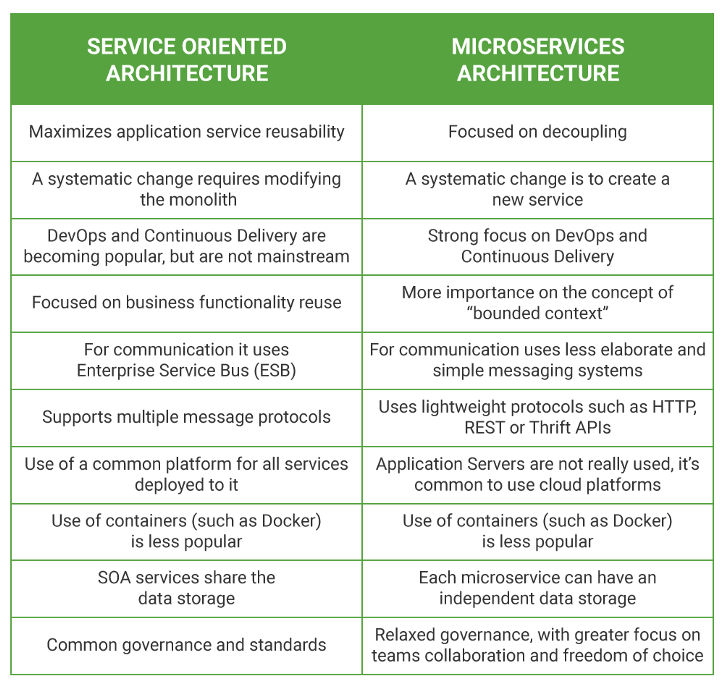 SERVICE ORIENTED
ARCHITECTURE
MICROSERVICES
ARCHITECTURE
Maximizes application service reusability
Focused on decoupling
A systematic change requires modifying
the monolith
A systematic change is to create a
new service
DevOps and Continuous Delivery are
becoming popular, but are not mainstream
Strong focus on DevOps and
Continuous Delivery
Focused on business functionality reuse
More importance on the concept of
“bounded context”
For communication it uses
Enterprise Service Bus (ESB)
For communication uses less elaborate and
simple messaging systems
Supports multiple message protocols
Uses lightweight protocols such as HTTP,
REST or Thrift APIs
Use of a common platform for all services
deployed to it
Application Servers are not really used, it’s
common to use cloud platforms
Use of containers (such as Docker)
is less popular
Use of containers (such as Docker)
is less popular
SOA services share the
data storage
Each microservice can have an
independent data storage
Common governance and standards
Relaxed governance, with greater focus on
teams collaboration and freedom of choice